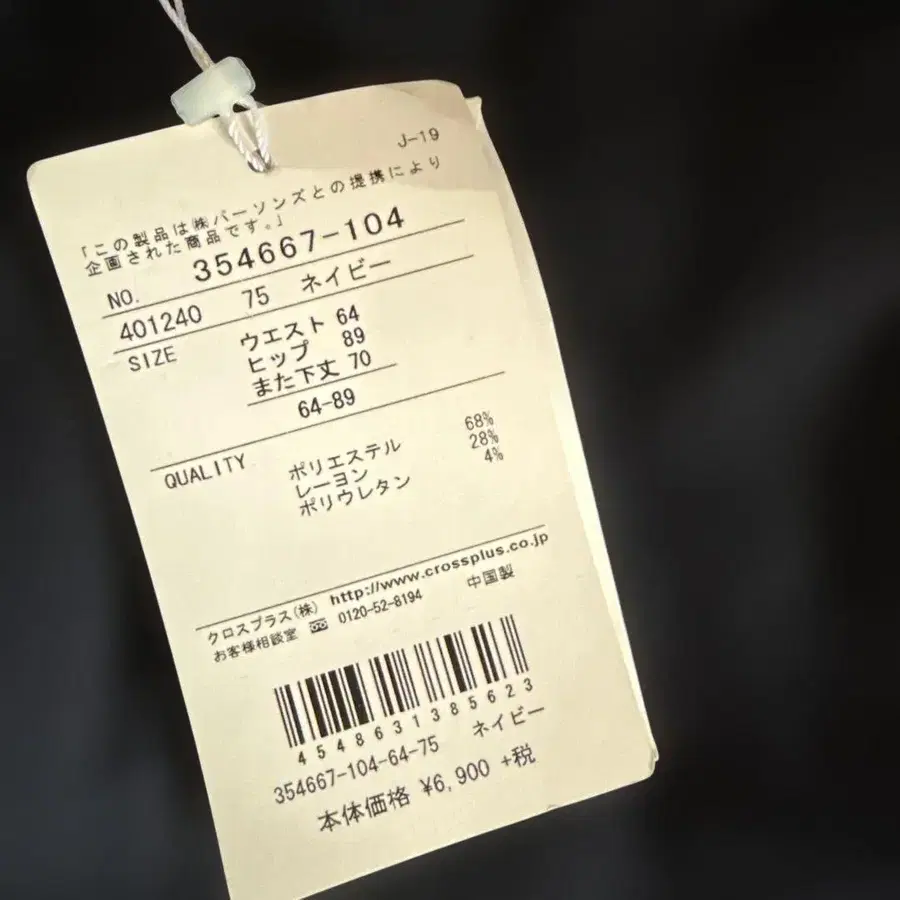 J-19
「この製品は㈱パーソンズとの提携により
企画された商品です。」
NO. 354667-104
401240 75 ネイビー
SIZE ウエスト 64
ヒップ 89
また下丈 70
64-89
QUALITY ポリエステル 68%
レーヨン 28%
ポリウレタン 4%
クロスプラス(株) http://www.crossplus.co.jp
お客様相談室 0120-52-8194 中国製
4548631385623
354667-104-64-75 ネイビー
本体価格 ¥6,900 +税